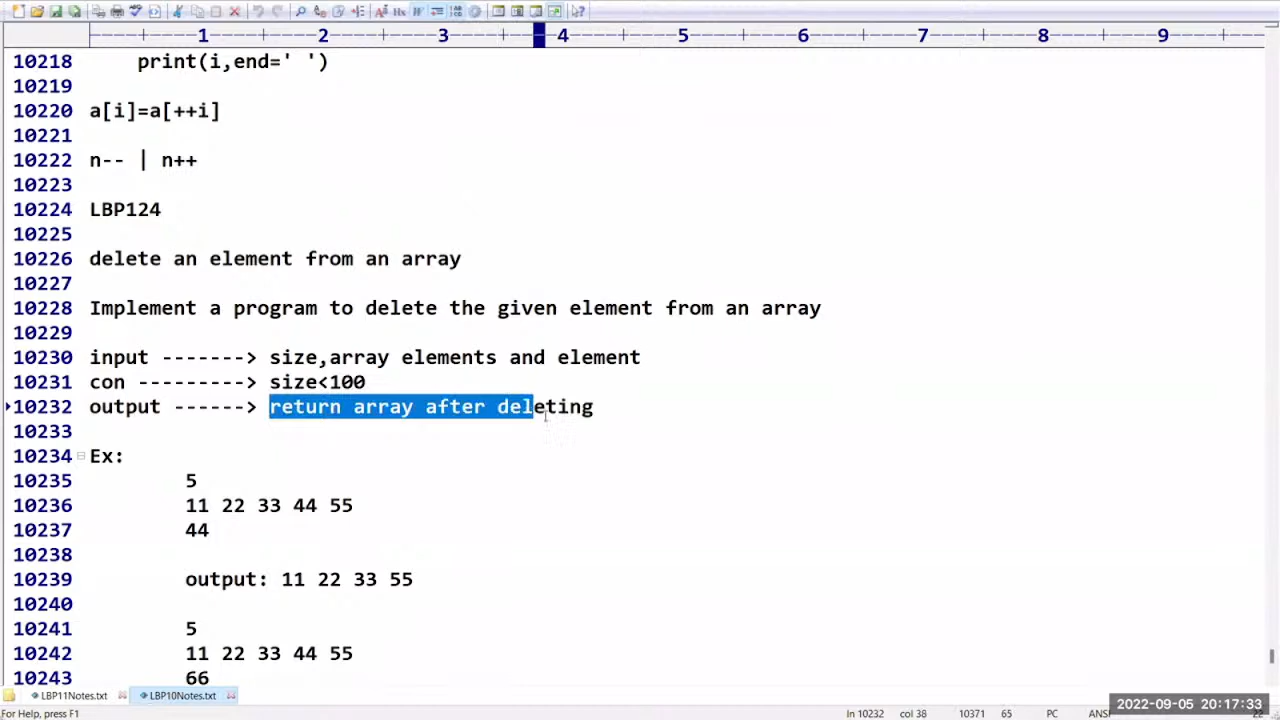 1 2 3 4 5 6 7 8 9
10218 print(i,end=' ')
10219
10220 a[i]=a[++i]
10221
10222 n-- | n++
10223
10224 LBP124
10225
10226 delete an element from an array
10227
10228 Implement a program to delete the given element from an array
10229
10230 input -------> size,array elements and element
10231 con ---------> size<100
10232 output ------> return array after deleting
10233
10234 Ex:
10235 5
10236 11 22 33 44 55
10237 44
10238
10239 output: 11 22 33 55
10240
10241 5
10242 11 22 33 44 55
10243 66
LBP11Notes.txt LBP10Notes.txt
For Help, press F1 ln 10232 col 38 10371 65 PC ANSI
2022-09-05 20:17:33